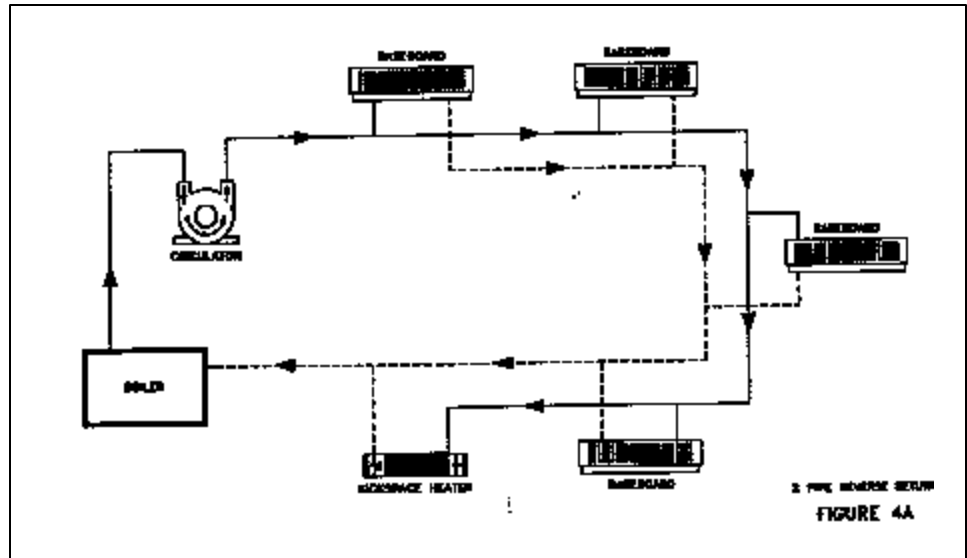 BASEBOARD
BASEBOARD
CIRCULATOR
BASEBOARD
BOILER
KICKSPACE HEATER
BASEBOARD
2 PIPE REVERSE RETURN
FIGURE 4A